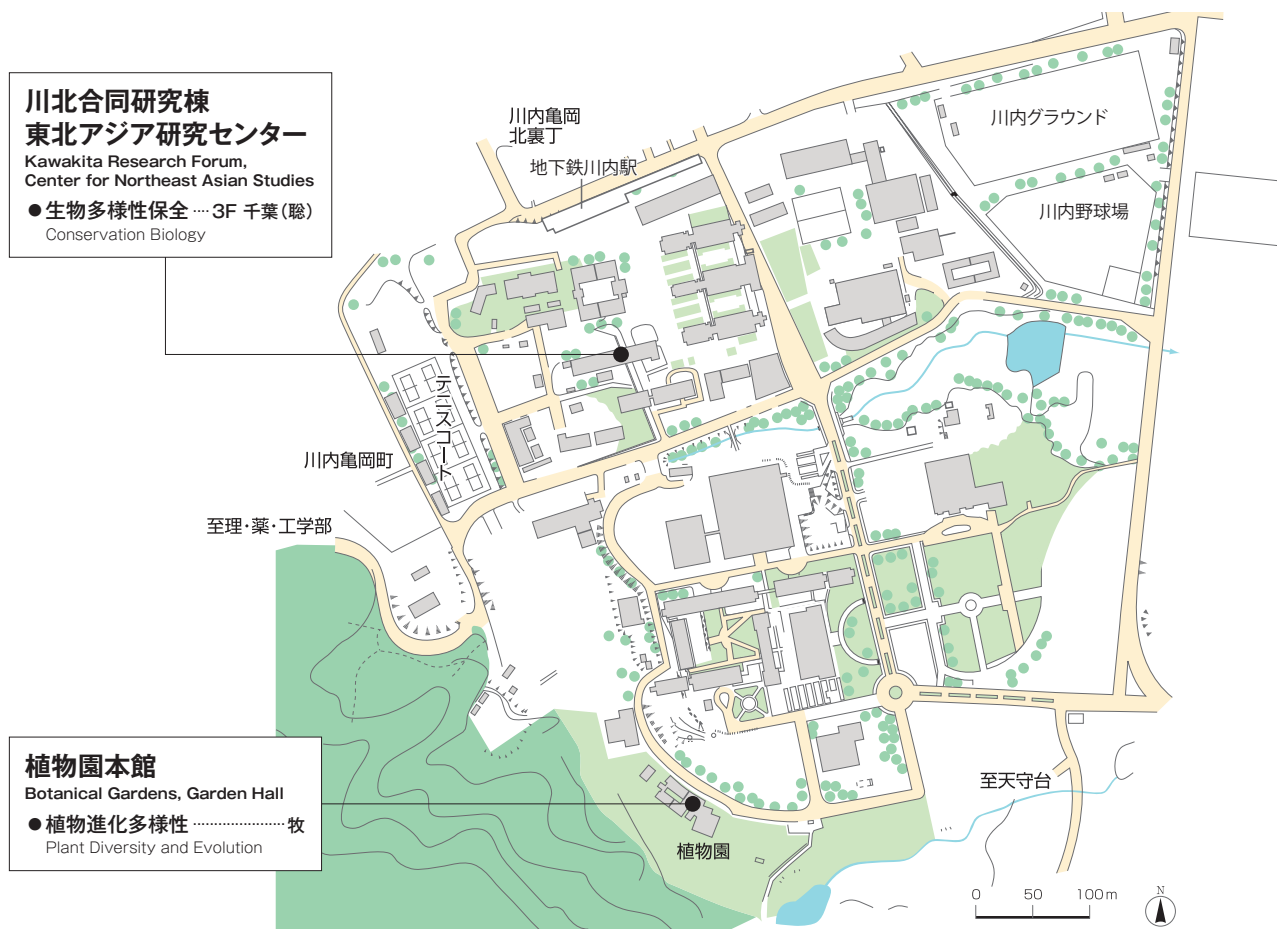 川北合同研究棟
東北アジア研究センター
Kawakita Research Forum,
Center for Northeast Asian Studies
●生物多様性保全 ····3F 千葉(聡)
Conservation Biology
川内亀岡
北裏丁
地下鉄川内駅
川内グラウンド
川内野球場
テニスコート
川内亀岡町
至理・薬・工学部
植物園本館
Botanical Gardens, Garden Hall
●植物進化多様性 ····················· 牧
Plant Diversity and Evolution
植物園
至天守台
0 50 100m
N